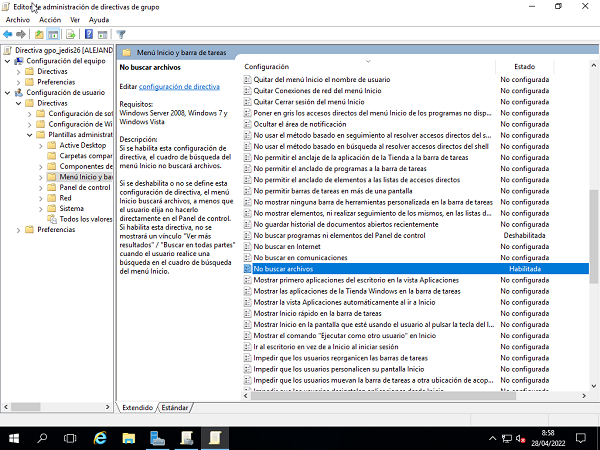 Editor de administración de directivas de grupo
Archivo Acción Ver Ayuda
Directiva gpo_jedis26 [ALEJAND
Configuración del equipo
Directivas
Preferencias
Configuración de usuario
Directivas
Configuración de sof
Configuración de Wi
Plantillas administrat
Active Desktop
Carpetas compar
Componentes de
Menú Inicio y bar
Panel de control
Red
Sistema
Todos los valores
Preferencias
Menú Inicio y barra de tareas
No buscar archivos
Editar configuración de directiva
Requisitos:
Windows Server 2008, Windows 7 y
Windows Vista
Descripción:
Si se habilita esta configuración de
directiva, el cuadro de búsqueda del
menú Inicio no buscará archivos.
Si se deshabilita o no se define esta
configuración de directiva, el menú
Inicio buscará archivos, a menos que
el usuario elija no hacerlo
directamente en el Panel de control.
Si habilita esta directiva, no se
mostrará un vínculo "Ver más
resultados" / "Buscar en todas partes"
cuando el usuario realice una
búsqueda en el cuadro de búsqueda
del menú Inicio.
Configuración Estado
Quitar del menú Inicio el nombre de usuario No configurada
Quitar Conexiones de red del menú Inicio No configurada
Quitar Cerrar sesión del menú Inicio No configurada
Poner en gris los accesos directos del menú Inicio de los programas no disp... No configurada
Ocultar el área de notificación No configurada
No usar el método basado en seguimiento al resolver accesos directos del s... No configurada
No usar el método basado en búsqueda al resolver accesos directos del shell No configurada
No permitir el anclaje de la aplicación de la Tienda a la barra de tareas No configurada
No permitir el anclado de programas a la barra de tareas No configurada
No permitir el anclado de elementos a las listas de accesos directos No configurada
No permitir barras de tareas en más de una pantalla No configurada
No mostrar ninguna barra de herramientas personalizada en la barra de tareas No configurada
No mostrar elementos, ni realizar seguimiento de los mismos, en las listas d... No configurada
No guardar historial de documentos abiertos recientemente No configurada
No buscar programas ni elementos del Panel de control Deshabilitada
No buscar en Internet No configurada
No buscar en comunicaciones No configurada
No buscar archivos Habilitada
Mostrar primero aplicaciones del escritorio en la vista Aplicaciones No configurada
Mostrar las aplicaciones de la Tienda Windows en la barra de tareas No configurada
Mostrar la vista Aplicaciones automáticamente al ir a Inicio No configurada
Mostrar Inicio rápido en la barra de tareas No configurada
Mostrar Inicio en la pantalla que esté usando el usuario al pulsar la tecla del l... No configurada
Mostrar el comando "Ejecutar como otro usuario" en Inicio No configurada
Ir al escritorio en vez de a Inicio al iniciar sesión No configurada
Impedir que los usuarios reorganicen las barras de tareas No configurada
Impedir que los usuarios personalicen su pantalla Inicio No configurada
Impedir que los usuarios muevan la barra de tareas a otra ubicación de acop... No configurada
Extendido Estándar
8:58
28/04/2022